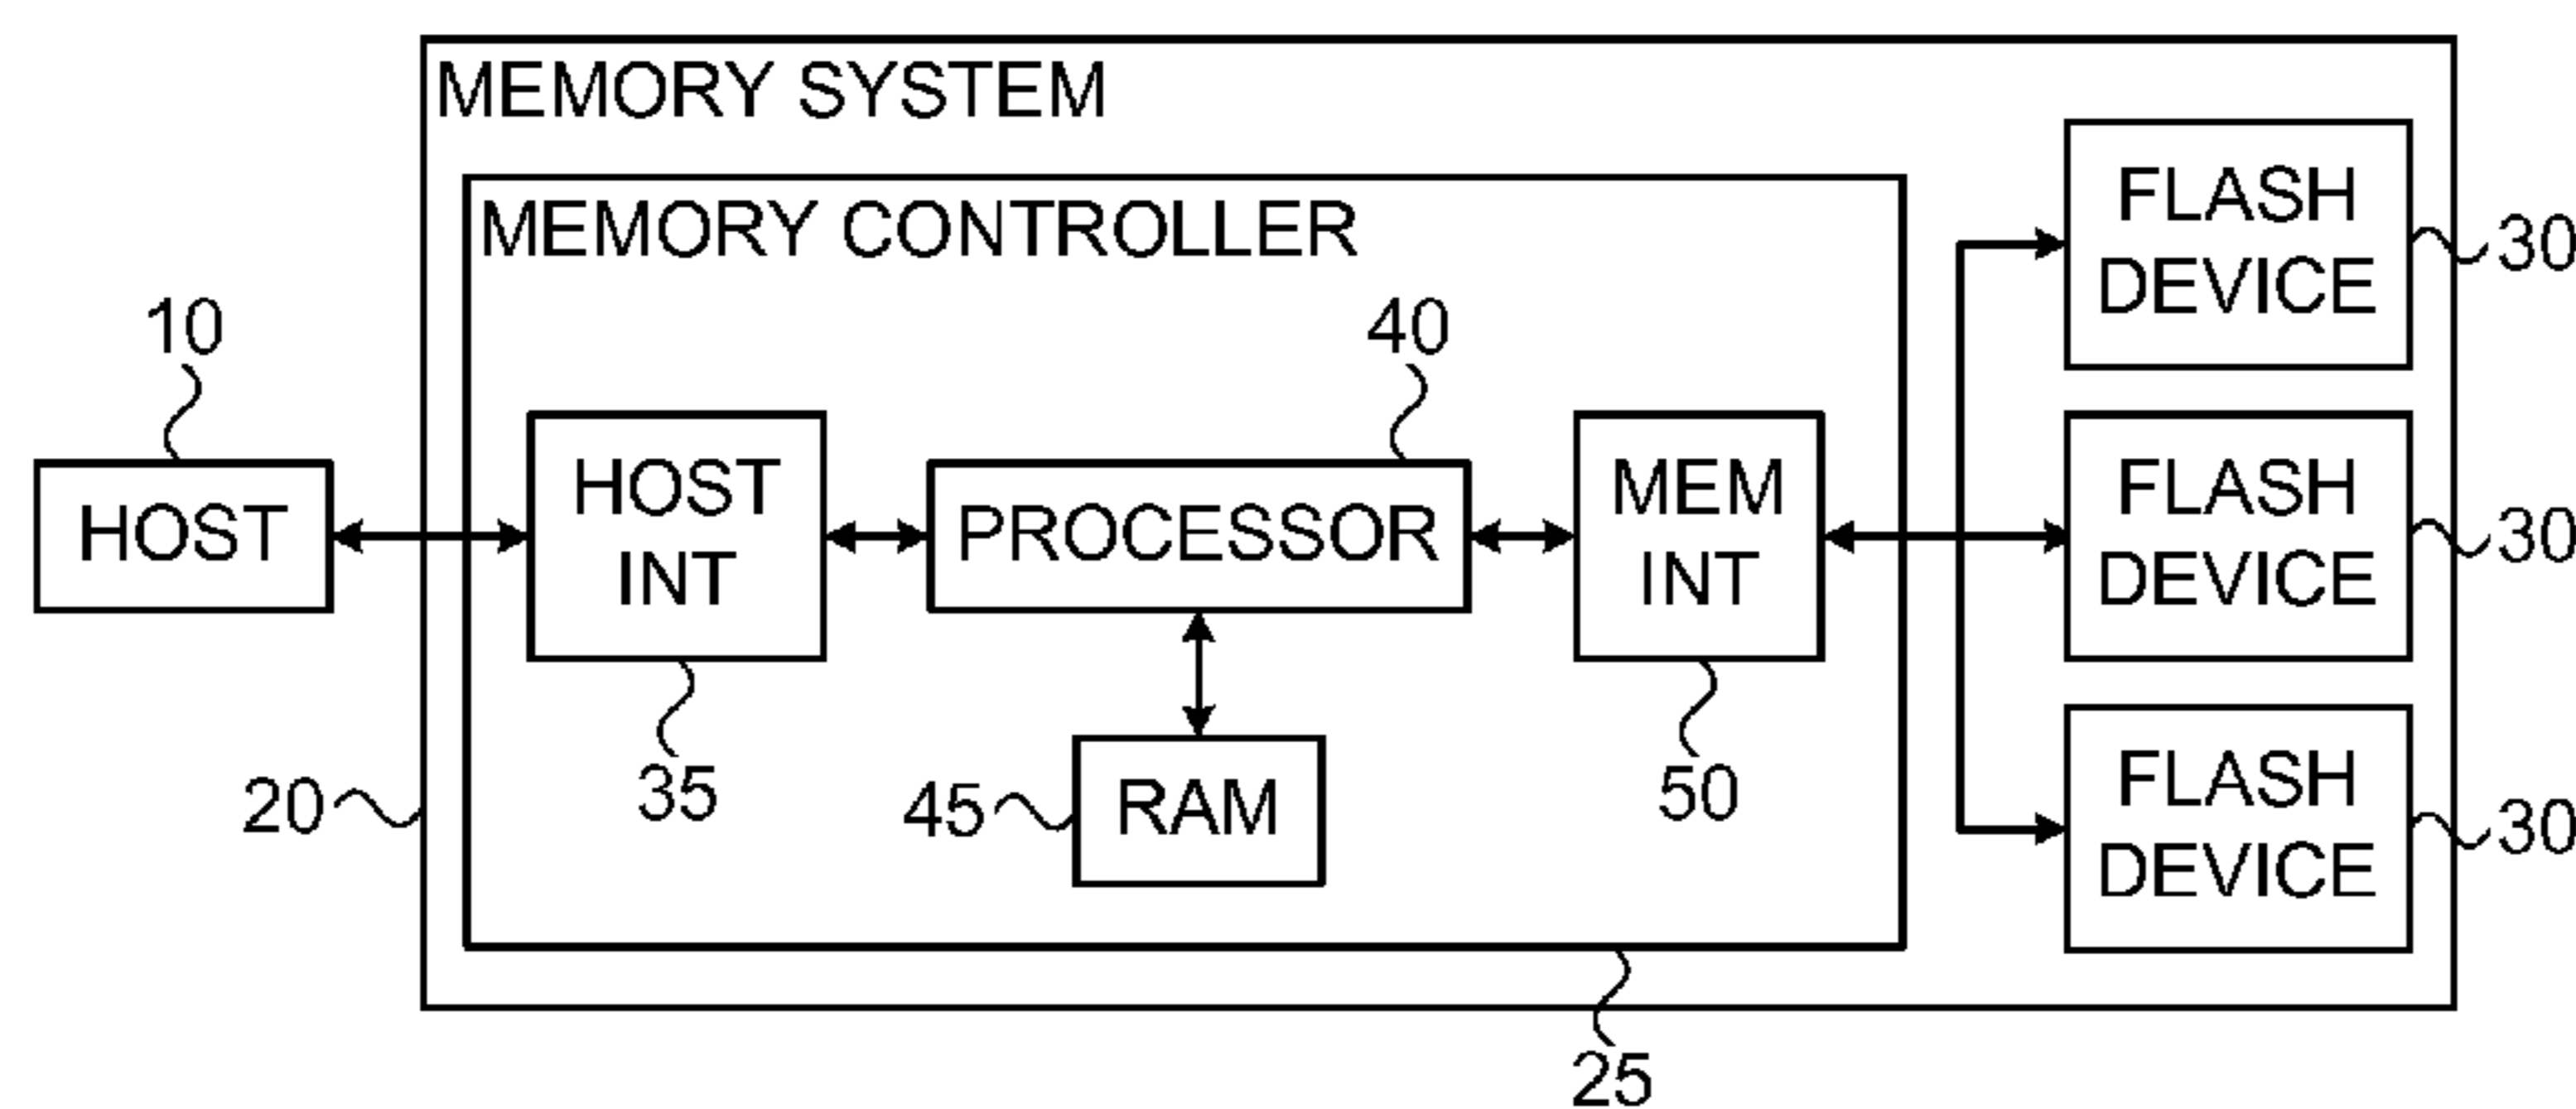 MEMORY SYSTEM
MEMORY CONTROLLER
10
HOST
20
HOST
INT
35
40
PROCESSOR
45
RAM
MEM
INT
50
25
FLASH
DEVICE
30
FLASH
DEVICE
30
FLASH
DEVICE
30